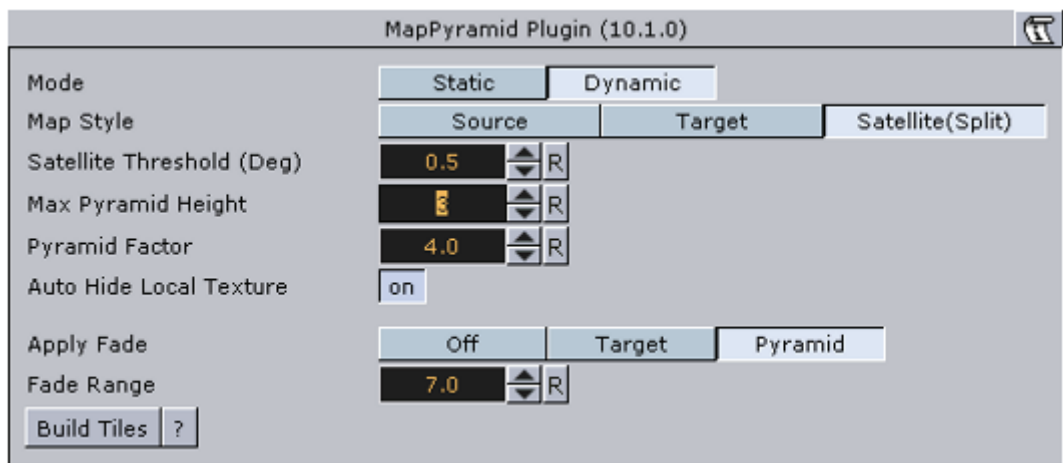 MapPyramid Plugin (10.1.0)
Mode Static Dynamic
Map Style Source Target Satellite(Split)
Satellite Threshold (Deg) 0.5 R
Max Pyramid Height 3 R
Pyramid Factor 4.0 R
Auto Hide Local Texture on
Apply Fade Off Target Pyramid
Fade Range 7.0 R
Build Tiles ?